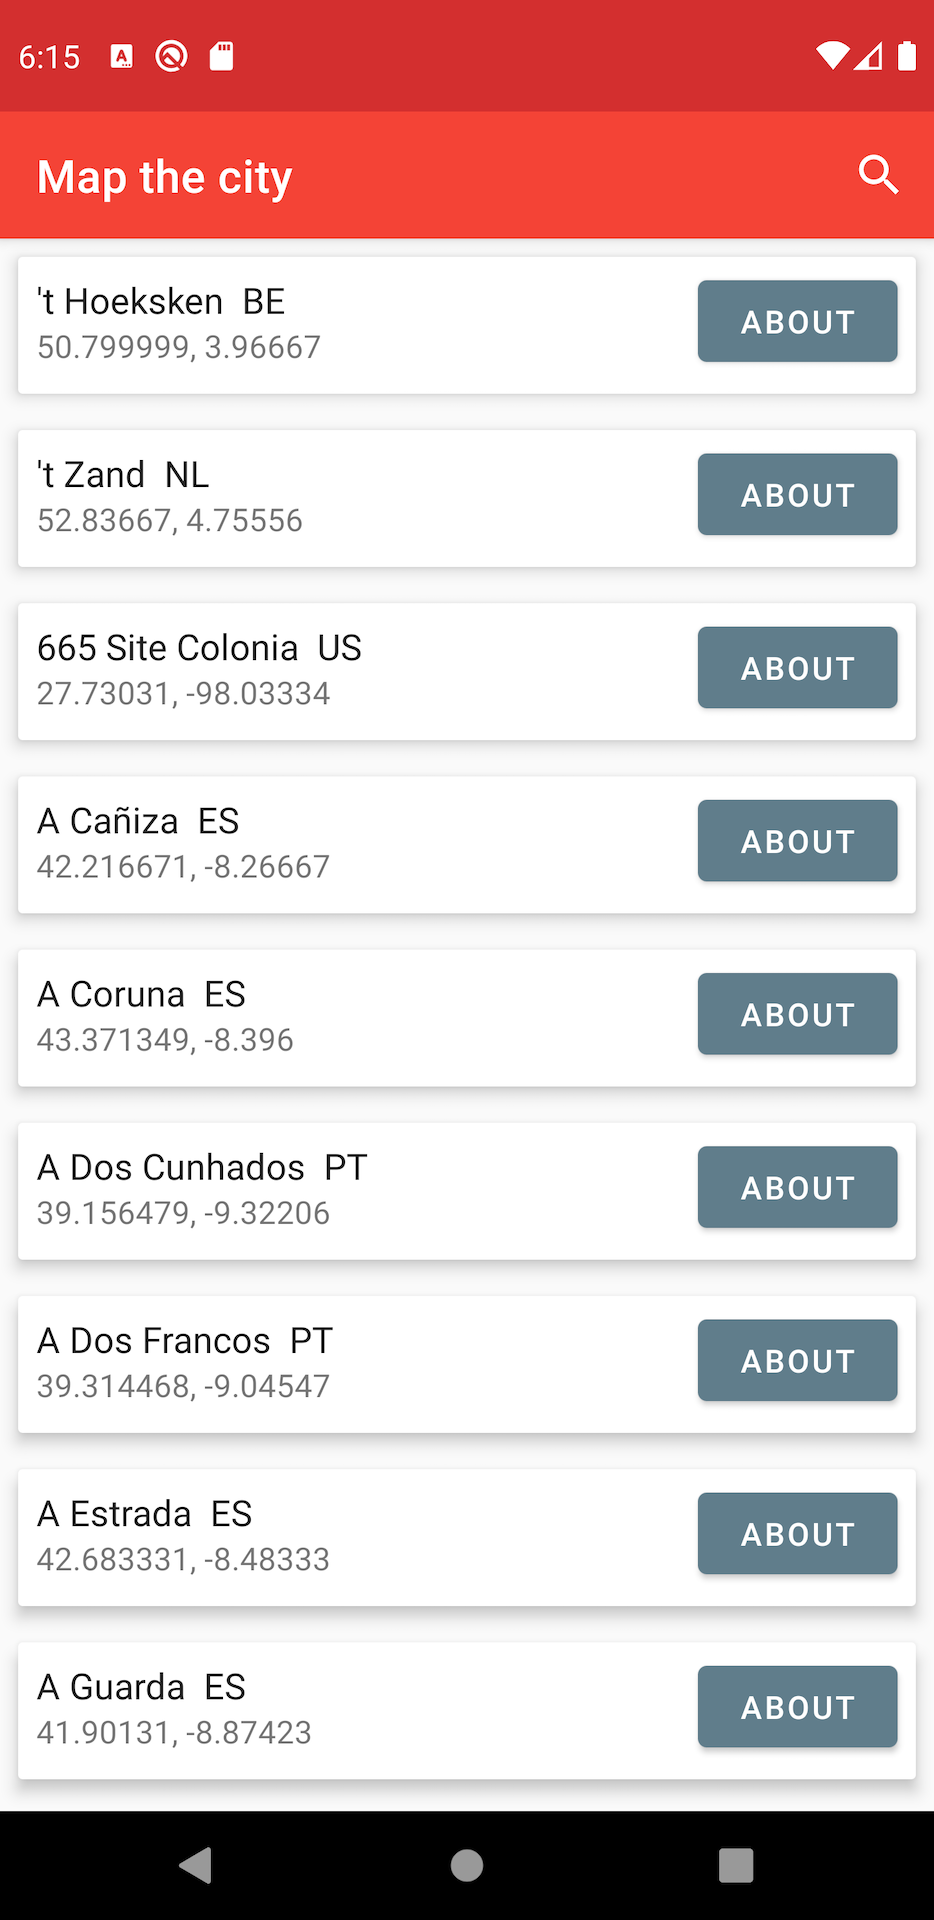 6:15
Map the city
't Hoeksken  BE
50.799999, 3.96667
ABOUT
't Zand  NL
52.83667, 4.75556
ABOUT
665 Site Colonia  US
27.73031, -98.03334
ABOUT
A Cañiza  ES
42.216671, -8.26667
ABOUT
A Coruna  ES
43.371349, -8.396
ABOUT
A Dos Cunhados  PT
39.156479, -9.32206
ABOUT
A Dos Francos  PT
39.314468, -9.04547
ABOUT
A Estrada  ES
42.683331, -8.48333
ABOUT
A Guarda  ES
41.90131, -8.87423
ABOUT